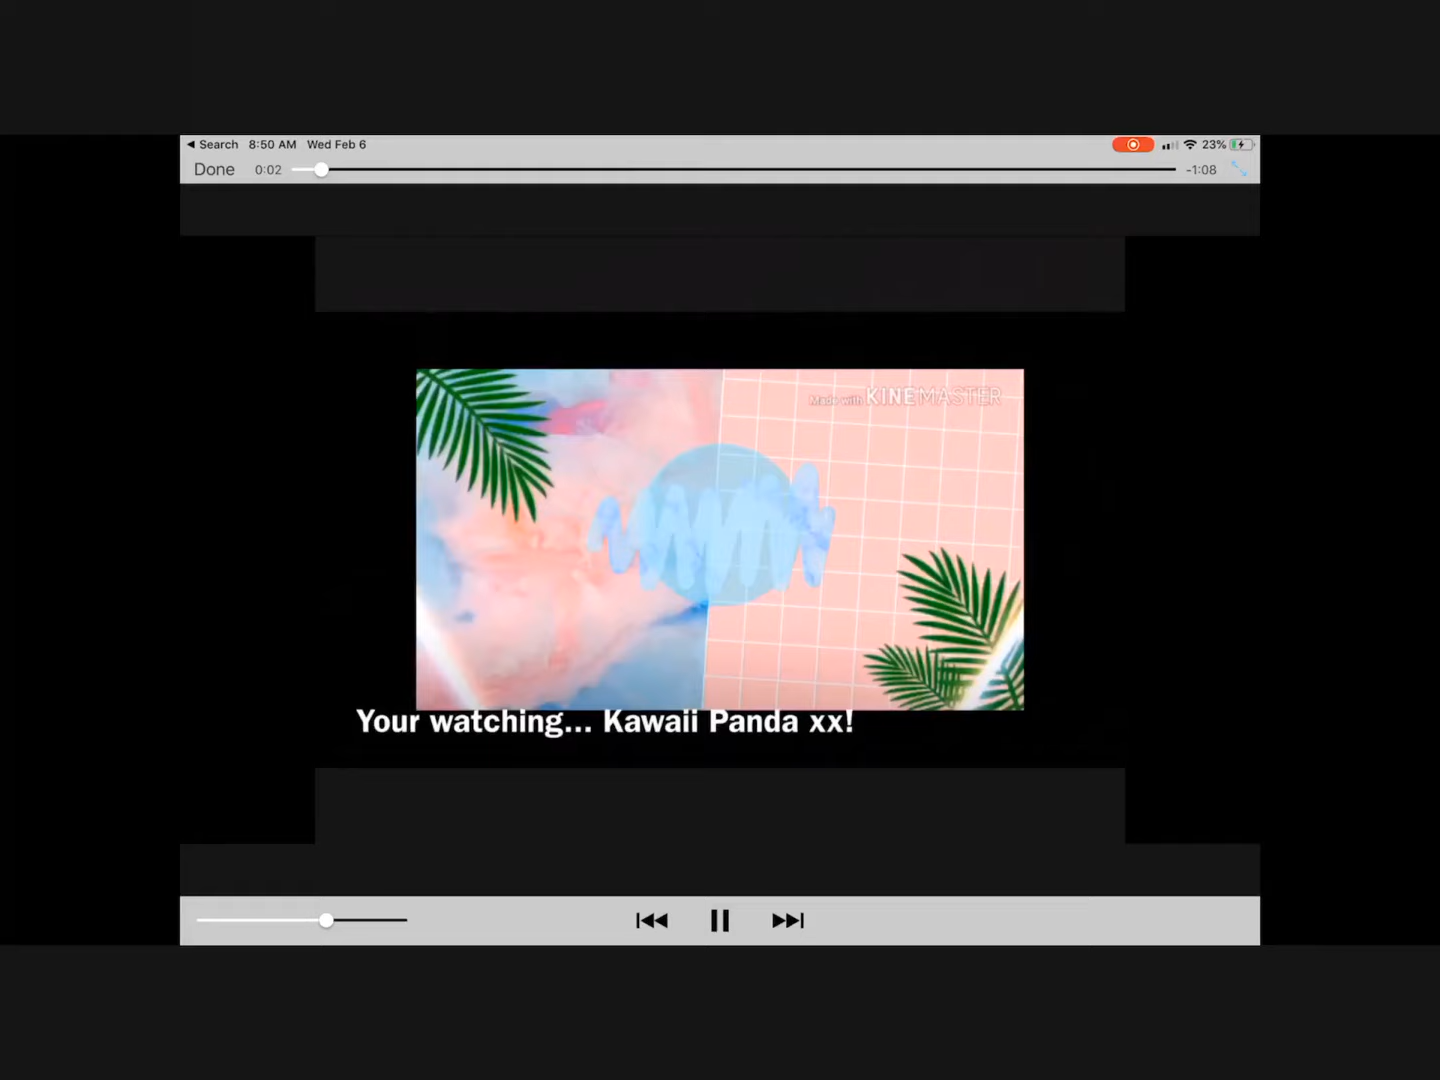 Search 8:50 AM Wed Feb 6 23%
Done 0:02 -1:08
Made with KINEMASTER
Your watching... Kawaii Panda xx!